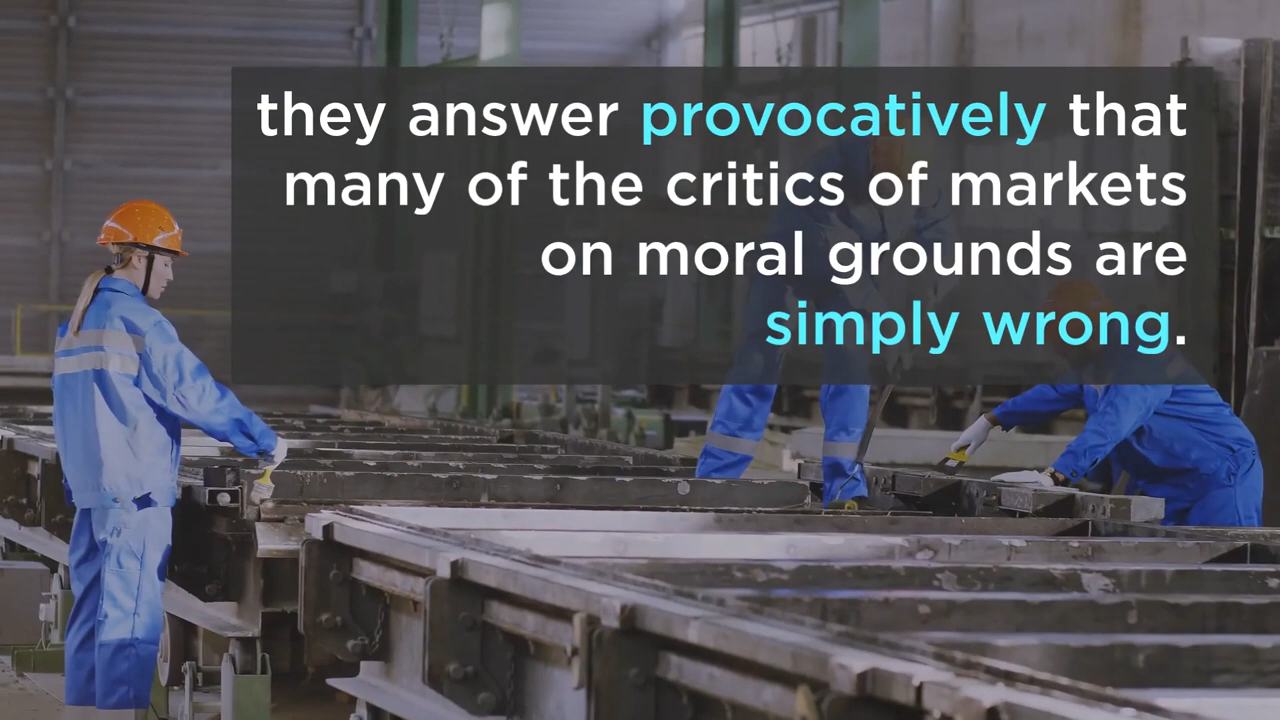 they answer provocatively that
many of the critics of markets
on moral grounds are
simply wrong.